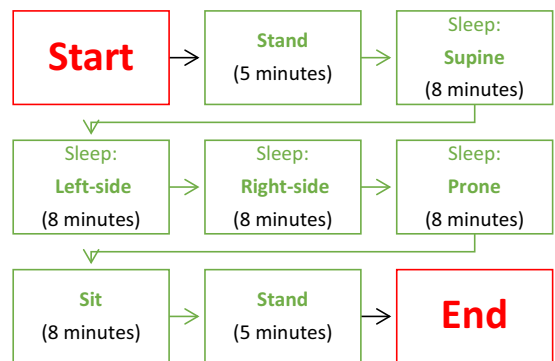 Start
Stand
(5 minutes)
Sleep:
Supine
(8 minutes)
Sleep:
Left-side
(8 minutes)
Sleep:
Right-side
(8 minutes)
Sleep:
Prone
(8 minutes)
Sit
(8 minutes)
Stand
(5 minutes)
End